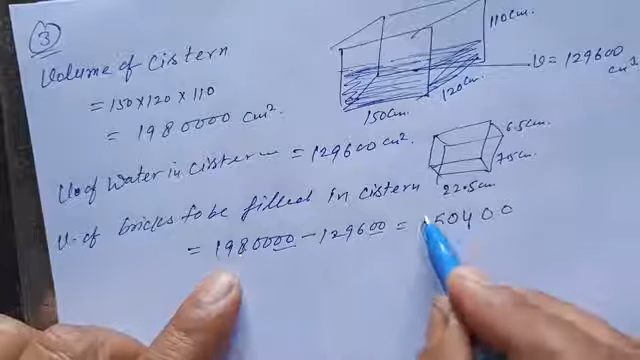 3
Volume of Cistern
= 150 x 120 x 110
= 1980000 cm³.
V. of Water in Cistern = 129600 cm³.
V. of bricks to be filled in cistern
= 1980000 - 129600 = 1850400
110cm.
120cm.
150cm.
V = 129600
cm³
6.5cm.
7.5cm.
22.5cm